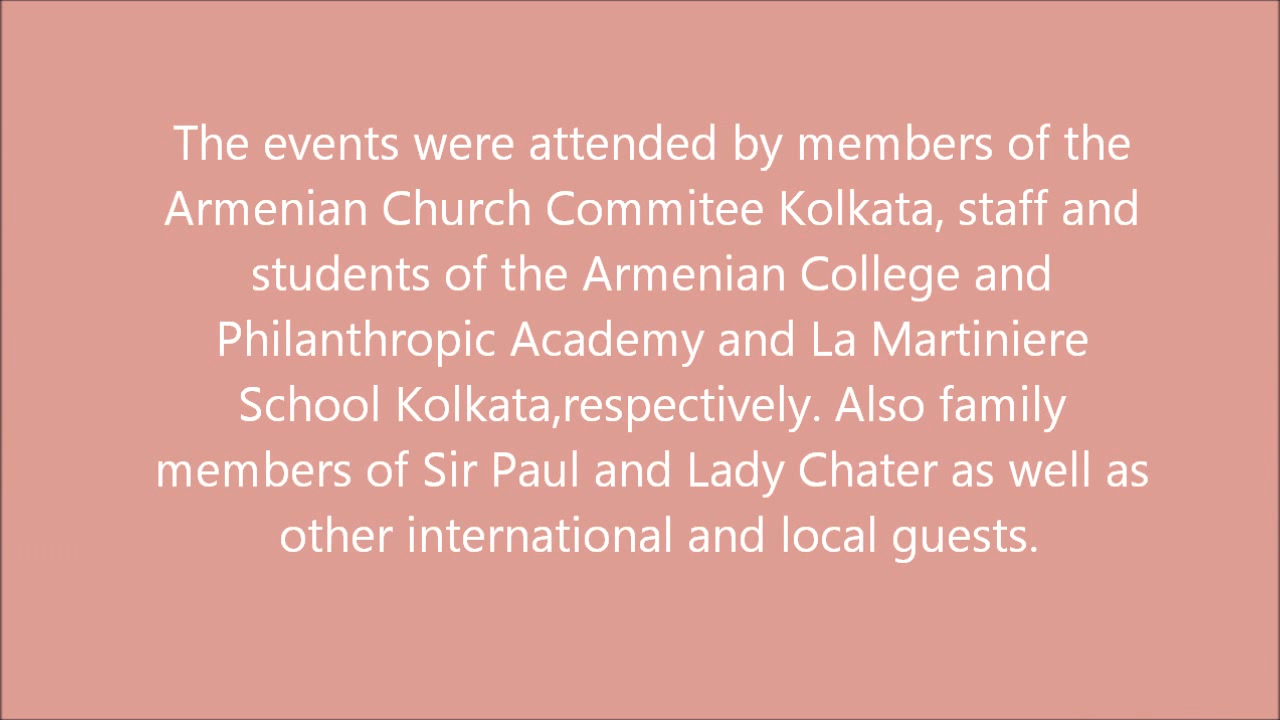 The events were attended by members of the
Armenian Church Commitee Kolkata, staff and
students of the Armenian College and
Philanthropic Academy and La Martiniere
School Kolkata,respectively. Also family
members of Sir Paul and Lady Chater as well as
other international and local guests.